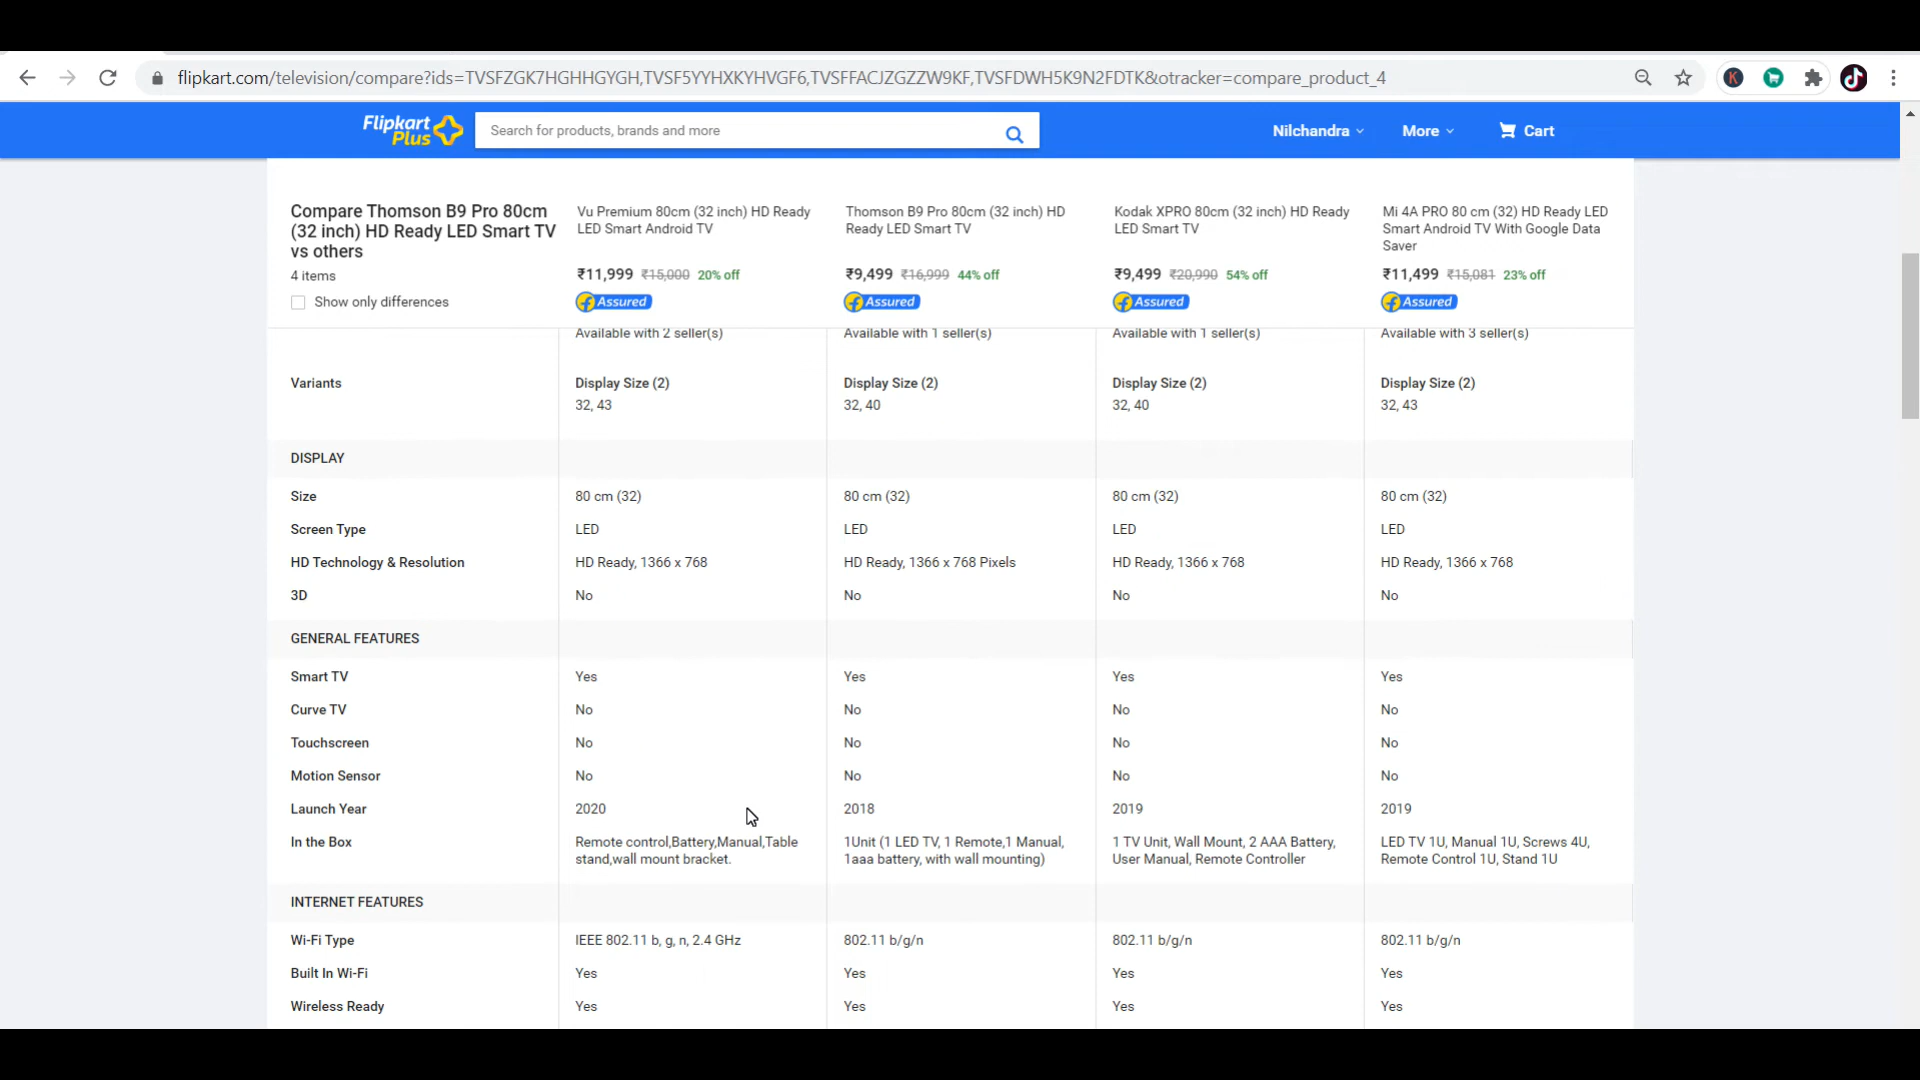 flipkart.com/television/compare?ids=TVSFZGK7HGHHGYGH,TVSF5YYHXKYHVGF6,TVSFFACJZGZZW9KF,TVSFDWH5K9N2FDTK&otracker=compare_product_4
K
Flipkart
Plus
Search for products, brands and more
Nilchandra
More
Cart
Compare Thomson B9 Pro 80cm
(32 inch) HD Ready LED Smart TV
vs others
4 items
Show only differences
Vu Premium 80cm (32 inch) HD Ready
LED Smart Android TV
₹11,999 ₹15,000 20% off
Assured
Thomson B9 Pro 80cm (32 inch) HD
Ready LED Smart TV
₹9,499 ₹16,999 44% off
Assured
Kodak XPRO 80cm (32 inch) HD Ready
LED Smart TV
₹9,499 ₹20,990 54% off
Assured
Mi 4A PRO 80 cm (32) HD Ready LED
Smart Android TV With Google Data
Saver
₹11,499 ₹15,081 23% off
Assured
Available with 2 seller(s) Available with 1 seller(s) Available with 1 seller(s) Available with 3 seller(s)
Variants Display Size (2) Display Size (2) Display Size (2) Display Size (2)
32, 43 32, 40 32, 40 32, 43
DISPLAY
Size 80 cm (32) 80 cm (32) 80 cm (32) 80 cm (32)
Screen Type LED LED LED LED
HD Technology & Resolution HD Ready, 1366 x 768 HD Ready, 1366 x 768 Pixels HD Ready, 1366 x 768 HD Ready, 1366 x 768
3D No No No No
GENERAL FEATURES
Smart TV Yes Yes Yes Yes
Curve TV No No No No
Touchscreen No No No No
Motion Sensor No No No No
Launch Year 2020 2018 2019 2019
In the Box Remote control,Battery,Manual,Table 1Unit (1 LED TV, 1 Remote,1 Manual, 1 TV Unit, Wall Mount, 2 AAA Battery, LED TV 1U, Manual 1U, Screws 4U,
stand,wall mount bracket. 1aaa battery, with wall mounting) User Manual, Remote Controller Remote Control 1U, Stand 1U
INTERNET FEATURES
Wi-Fi Type IEEE 802.11 b, g, n, 2.4 GHz 802.11 b/g/n 802.11 b/g/n 802.11 b/g/n
Built In Wi-Fi Yes Yes Yes Yes
Wireless Ready Yes Yes Yes Yes